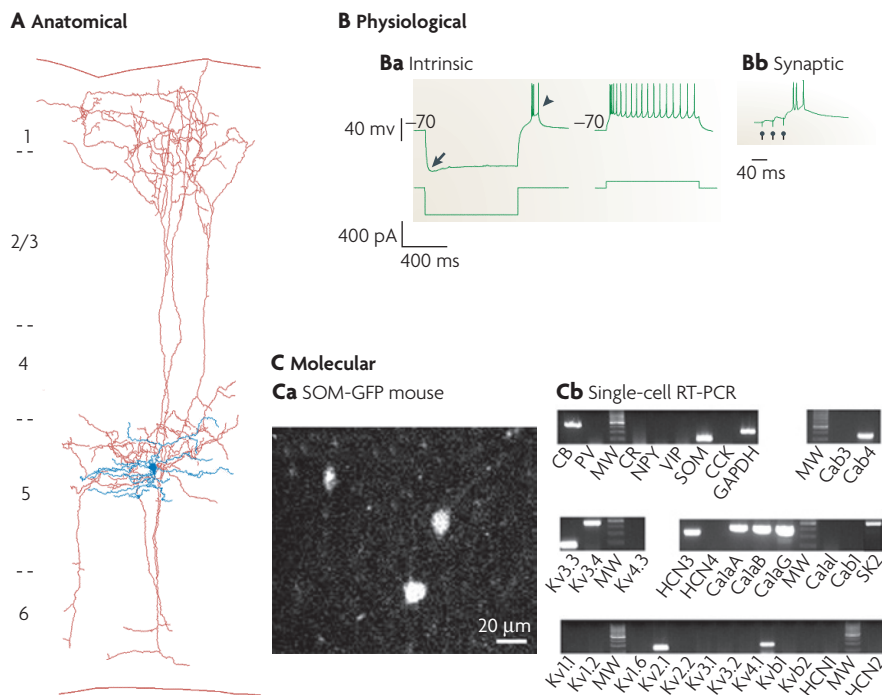 A Anatomical
1
2/3
4
5
6
B Physiological
Ba Intrinsic
–70
40 mv
–70
400 pA
400 ms
Bb Synaptic
40 ms
C Molecular
Ca SOM-GFP mouse
20 µm
Cb Single-cell RT-PCR
CB PV MW CR NPY VIP SOM CCK GAPDH
MW Cab3 Cab4
Kv3.3 Kv3.4 MW Kv4.3
HCN3 HCN4 CalaA CalaB CalaG MW Calal Cab1 SK2
Kv1.1 Kv1.2 MW Kv1.6 Kv2.1 Kv2.2 Kv3.1 Kv3.2 Kv4.1 Kvb1 Kvb2 HCN1 MW HCN2